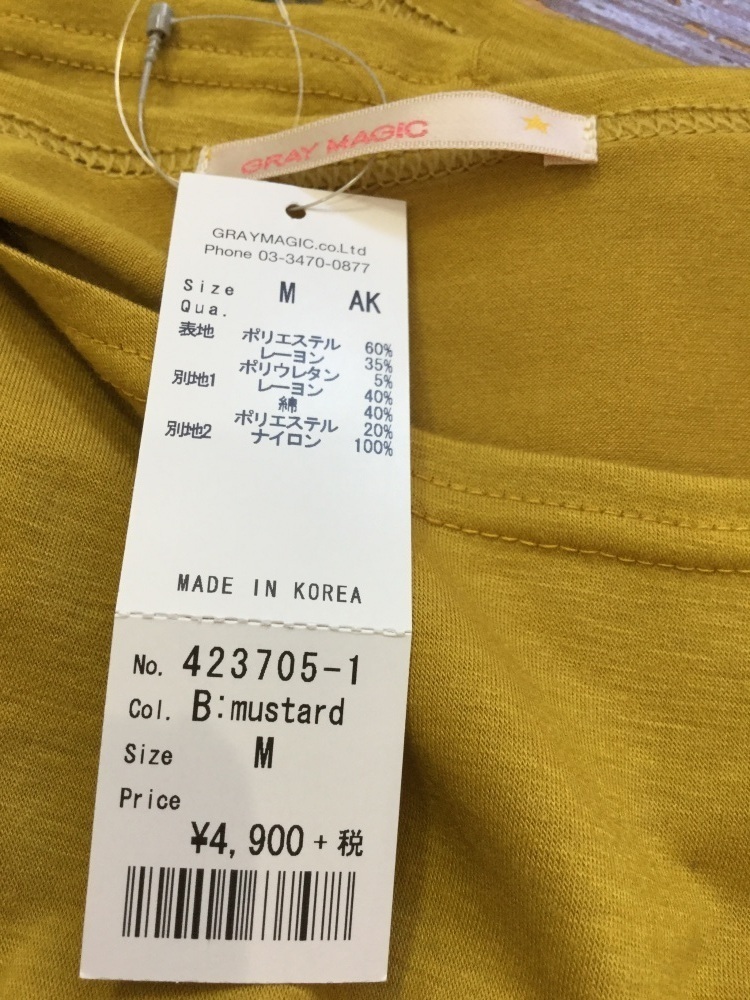 GRAY MAGIC
GRAYMAGIC.co.Ltd
Phone 03-3470-0877
Size M AK
Qua.
表地 ポリエステル 60%
レーヨン 35%
ポリウレタン 5%
別地1 レーヨン 40%
綿 40%
ポリエステル 20%
別地2 ナイロン 100%
MADE IN KOREA
No. 423705-1
Col. B:mustard
Size M
Price
¥4,900 + 税